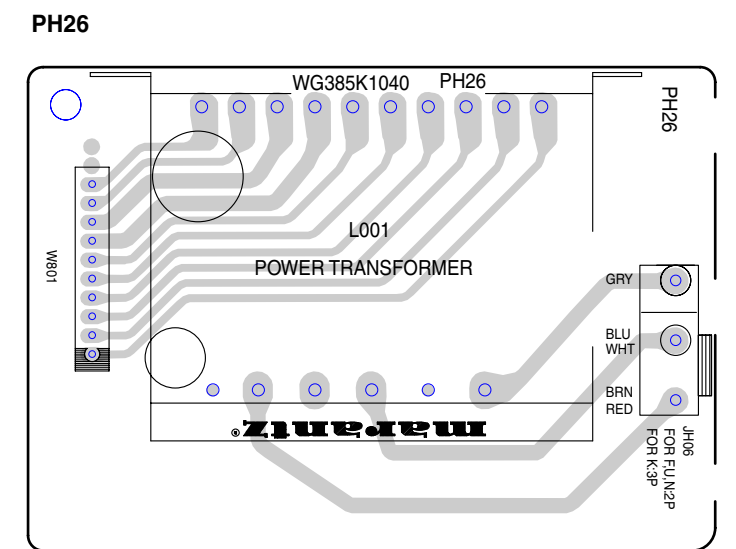 PH26
WG385K1040 PH26
PH26
L001
POWER TRANSFORMER
W801
GRY
BLU
WHT
BRN
RED
marantz®
JH06
FOR F,U,N:2P
FOR K:3P